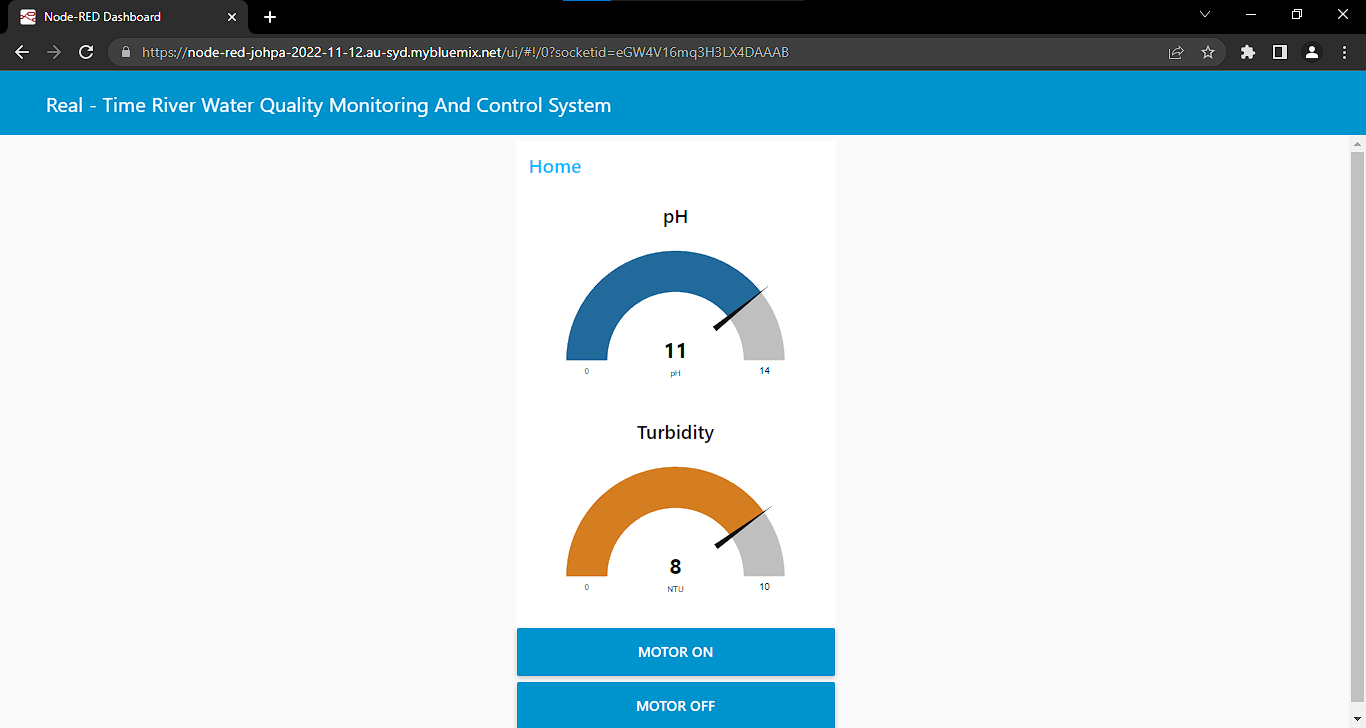 Node-RED Dashboard
https://node-red-johpa-2022-11-12.au-syd.mybluemix.net/ui/#!/0?socketid=eGW4V16mq3H3LX4DAAAB
Real - Time River Water Quality Monitoring And Control System
Home
pH
11
0 pH 14
Turbidity
8
0 NTU 10
MOTOR ON
MOTOR OFF